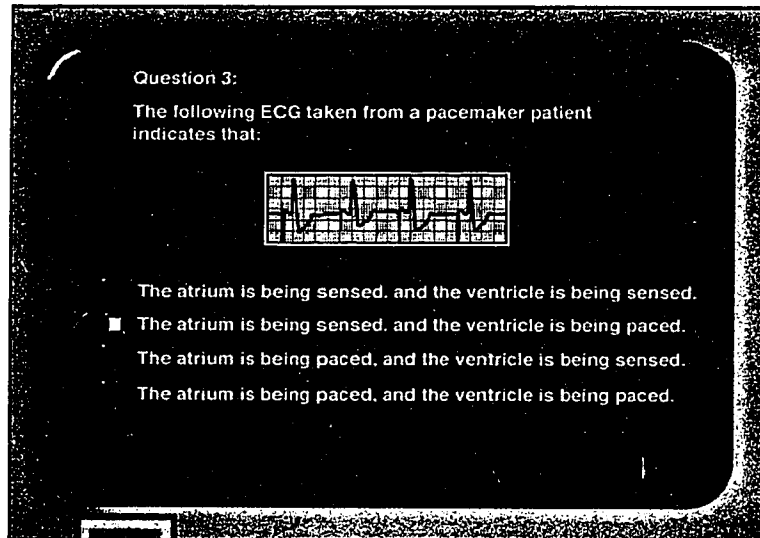 Question 3:
The following ECG taken from a pacemaker patient
indicates that:
The atrium is being sensed. and the ventricle is being sensed.
The atrium is being sensed. and the ventricle is being paced.
The atrium is being paced, and the ventricle is being sensed.
The atrium is being paced. and the ventricle is being paced.